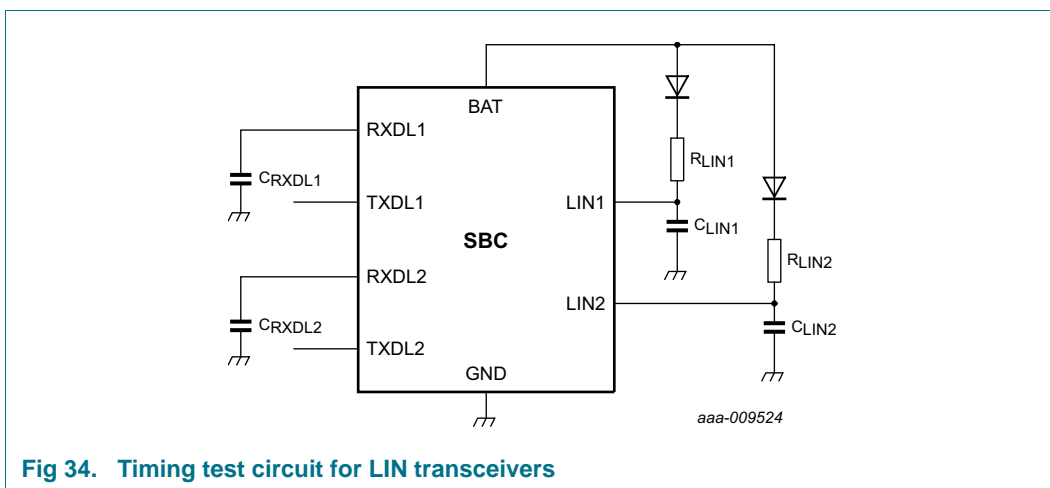 BAT
RXDL1
RLIN1
CRXDL1
TXDL1
LIN1
CLIN1
SBC
RLIN2
RXDL2
LIN2
CRXDL2
CLIN2
TXDL2
GND
aaa-009524
Fig 34. Timing test circuit for LIN transceivers